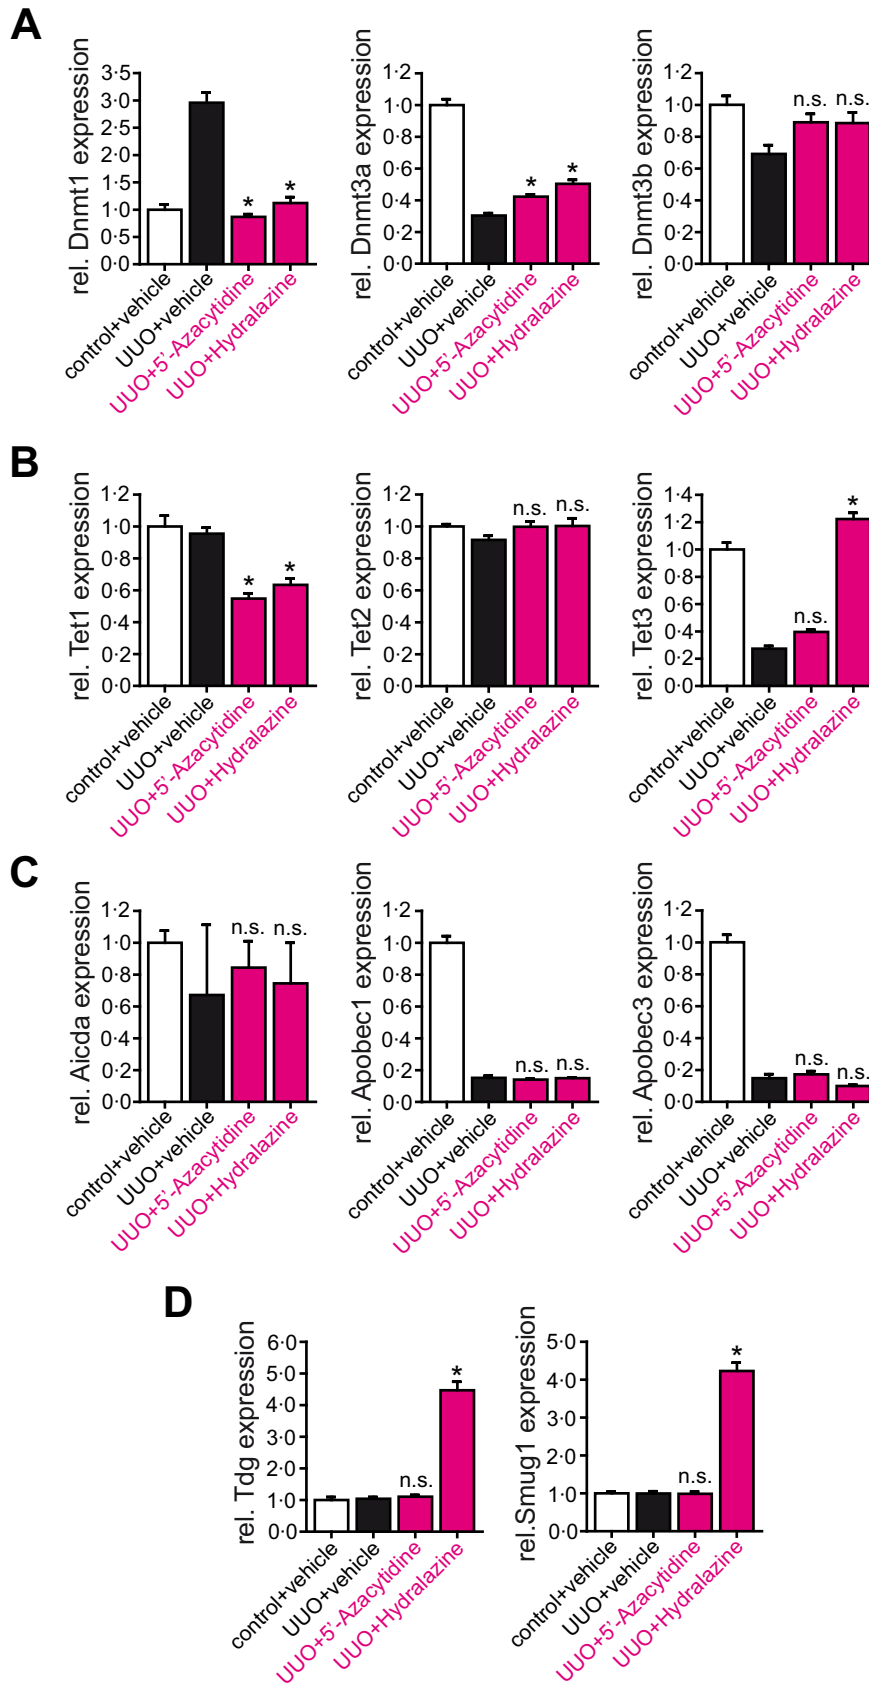 A
rel. Dnmt1 expression
3·5
3·0
2·5
2·0
1·5
1·0
0·5
0·0
*
*
control+vehicle
UUO+vehicle
UUO+5'-Azacytidine
UUO+Hydralazine
rel. Dnmt3a expression
1·2
1·0
0·8
0·6
0·4
0·2
0·0
*
*
control+vehicle
UUO+vehicle
UUO+5'-Azacytidine
UUO+Hydralazine
rel. Dnmt3b expression
1·2
1·0
0·8
0·6
0·4
0·2
0·0
n.s.
n.s.
control+vehicle
UUO+vehicle
UUO+5'-Azacytidine
UUO+Hydralazine
B
rel. Tet1 expression
1·2
1·0
0·8
0·6
0·4
0·2
0·0
*
*
control+vehicle
UUO+vehicle
UUO+5'-Azacytidine
UUO+Hydralazine
rel. Tet2 expression
1·2
1·0
0·8
0·6
0·4
0·2
0·0
n.s.
n.s.
control+vehicle
UUO+vehicle
UUO+5'-Azacytidine
UUO+Hydralazine
rel. Tet3 expression
1·4
1·2
1·0
0·8
0·6
0·4
0·2
0·0
n.s.
*
control+vehicle
UUO+vehicle
UUO+5'-Azacytidine
UUO+Hydralazine
C
rel. Aicda expression
1·2
1·0
0·8
0·6
0·4
0·2
0·0
n.s.
n.s.
control+vehicle
UUO+vehicle
UUO+5'-Azacytidine
UUO+Hydralazine
rel. Apobec1 expression
1·2
1·0
0·8
0·6
0·4
0·2
0·0
n.s.
n.s.
control+vehicle
UUO+vehicle
UUO+5'-Azacytidine
UUO+Hydralazine
rel. Apobec3 expression
1·2
1·0
0·8
0·6
0·4
0·2
0·0
n.s.
n.s.
control+vehicle
UUO+vehicle
UUO+5'-Azacytidine
UUO+Hydralazine
D
rel. Tdg expression
6·0
5·0
4·0
3·0
2·0
1·0
0·0
n.s.
*
control+vehicle
UUO+vehicle
UUO+5'-Azacytidine
UUO+Hydralazine
rel.Smug1 expression
5·0
4·0
3·0
2·0
1·0
0·0
n.s.
*
control+vehicle
UUO+vehicle
UUO+5'-Azacytidine
UUO+Hydralazine